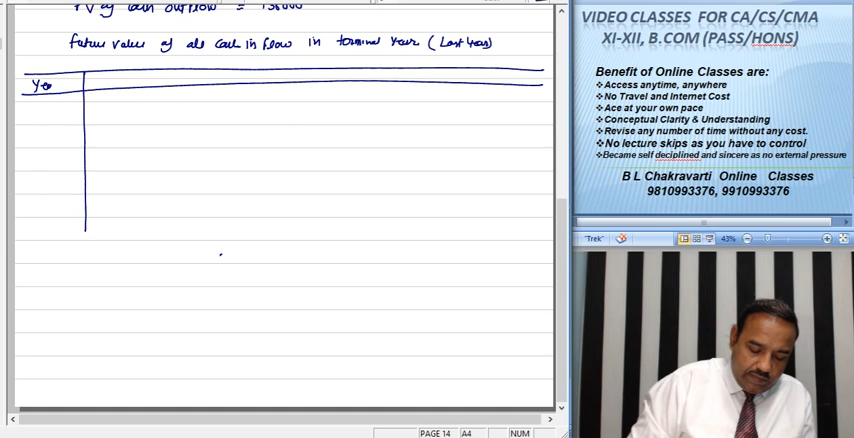 PV of cash outflow = 136000
future value of all cash in flow in terminal year (Last year)
Yea
VIDEO CLASSES FOR CA/CS/CMA
XI-XII, B.COM (PASS/HONS)
Benefit of Online Classes are:
❖Access anytime, anywhere
❖No Travel and Internet Cost
❖Ace at your own pace
❖Conceptual Clarity & Understanding
❖Revise any number of time without any cost.
❖No lecture skips as you have to control
❖Became self deciplined and sincere as no external pressure
B L Chakravarti Online Classes
9810993376, 9910993376
"Trek"
43%
PAGE 14 A4 NUM